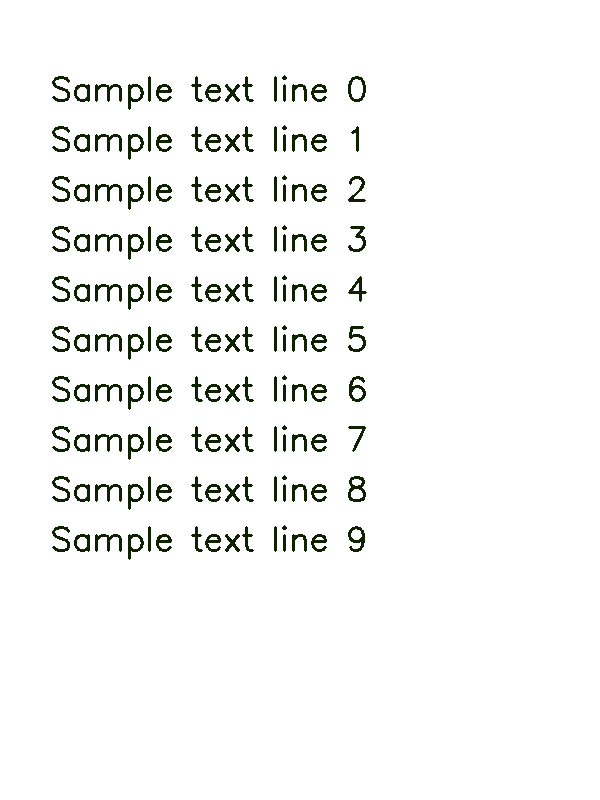 Sample text line 0
Sample text line 1
Sample text line 2
Sample text line 3
Sample text line 4
Sample text line 5
Sample text line 6
Sample text line 7
Sample text line 8
Sample text line 9